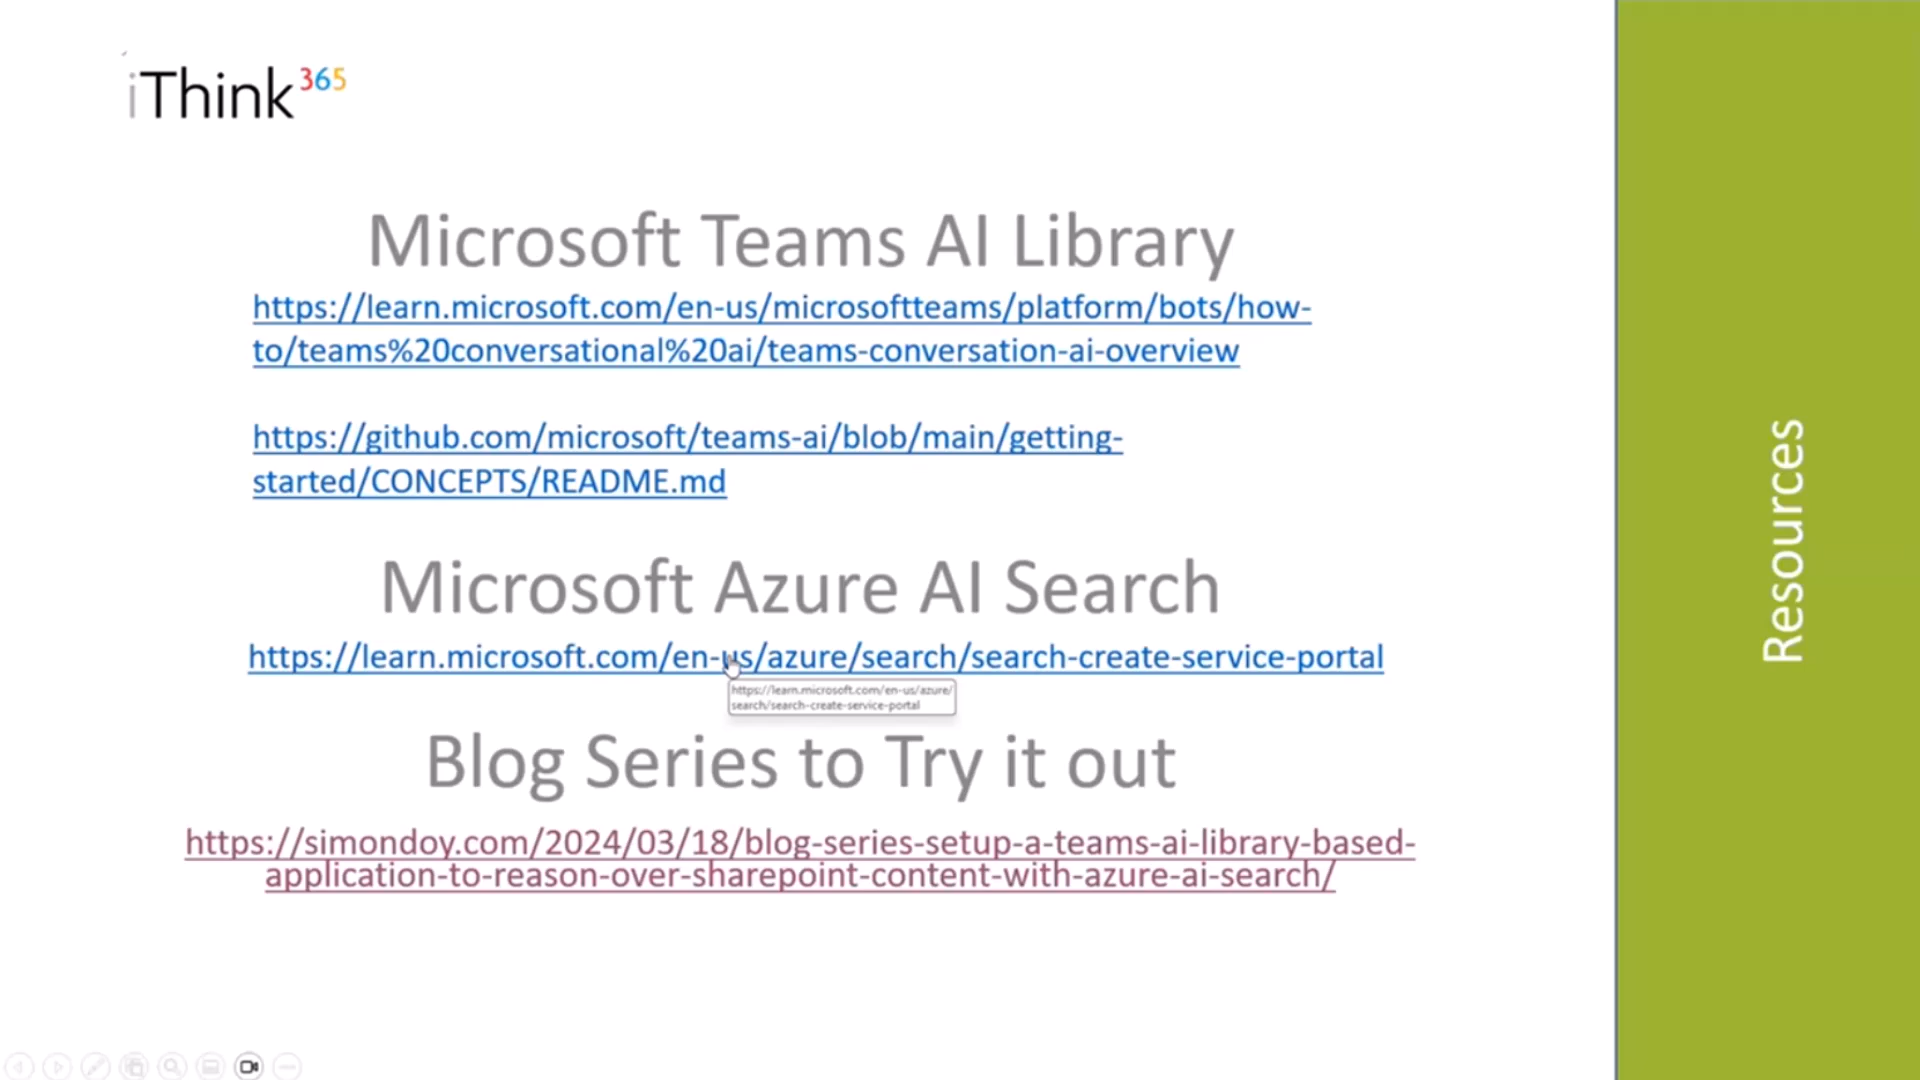 iThink365
Microsoft Teams AI Library
https://learn.microsoft.com/en-us/microsoftteams/platform/bots/how-
to/teams%20conversational%20ai/teams-conversation-ai-overview
https://github.com/microsoft/teams-ai/blob/main/getting-
started/CONCEPTS/README.md
Microsoft Azure AI Search
https://learn.microsoft.com/en-us/azure/search/search-create-service-portal
https://learn.microsoft.com/en-us/azure/
search/search-create-service-portal
Blog Series to Try it out
https://simondoy.com/2024/03/18/blog-series-setup-a-teams-ai-library-based-
application-to-reason-over-sharepoint-content-with-azure-ai-search/
Resources